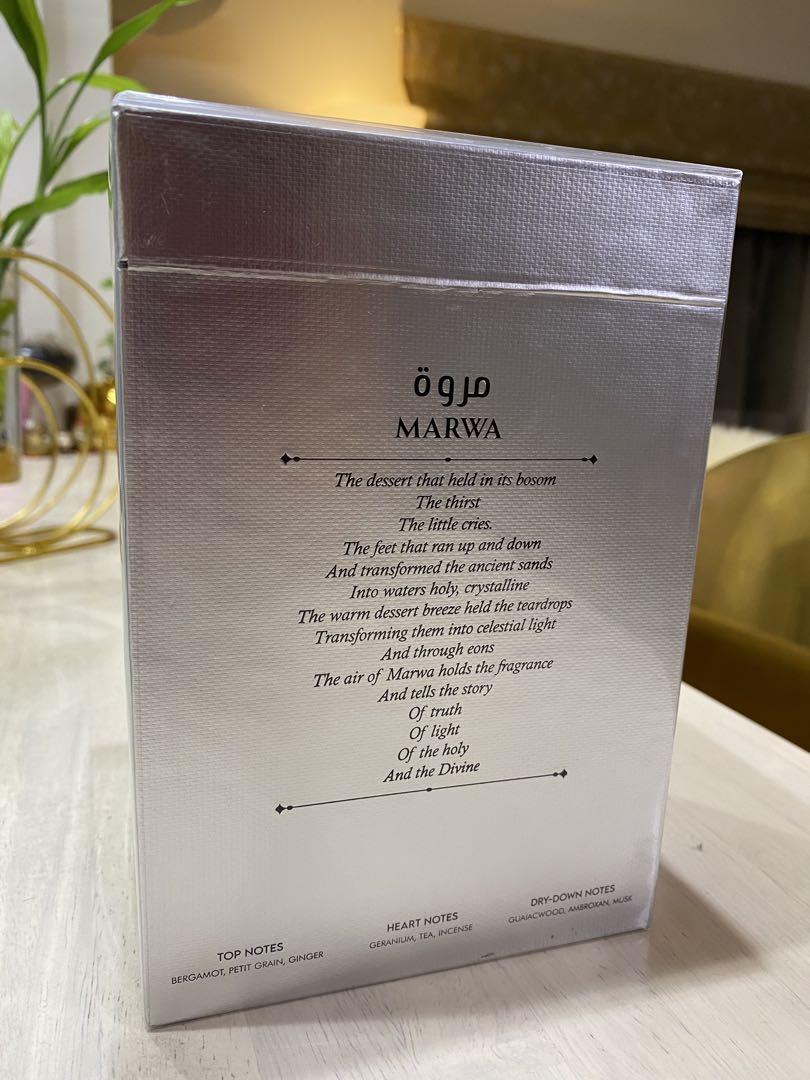 مروة
MARWA
The dessert that held in its bosom
The thirst
The little cries.
The feet that ran up and down
And transformed the ancient sands
Into waters holy, crystalline
The warm dessert breeze held the teardrops
Transforming them into celestial light
And through eons
The air of Marwa holds the fragrance
And tells the story
Of truth
Of light
Of the holy
And the Divine
TOP NOTES
BERGAMOT, PETIT GRAIN, GINGER
HEART NOTES
GERANIUM, TEA, INCENSE
DRY-DOWN NOTES
GUAIACWOOD, AMBROXAN, MUSK